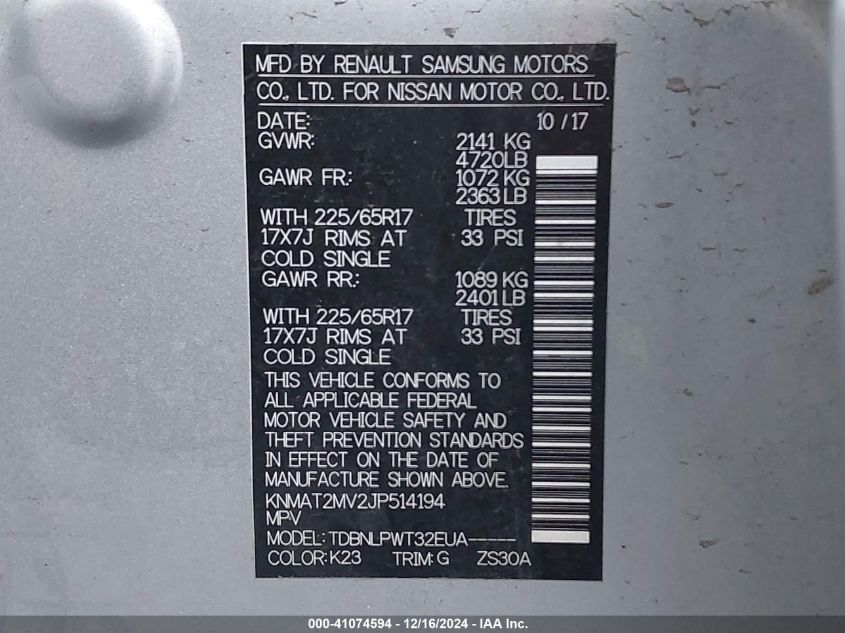 MFD BY RENAULT SAMSUNG MOTORS
CO., LTD. FOR NISSAN MOTOR CO., LTD.
DATE: 10 / 17
GVWR: 2141 KG
4720LB
GAWR FR.: 1072 KG
2363 LB
WITH 225/65R17 TIRES
17X7J RIMS AT 33 PSI
COLD SINGLE
GAWR RR.: 1089 KG
2401 LB
WITH 225/65R17 TIRES
17X7J RIMS AT 33 PSI
COLD SINGLE
THIS VEHICLE CONFORMS TO
ALL APPLICABLE FEDERAL
MOTOR VEHICLE SAFETY AND
THEFT PREVENTION STANDARDS
IN EFFECT ON THE DATE OF
MANUFACTURE SHOWN ABOVE.
KNMAT2MV2JP514194
MPV
MODEL: TDBNLPWT32EUA-----
COLOR: K23 TRIM: G ZS30A
000-41074594 - 12/16/2024 - IAA Inc.